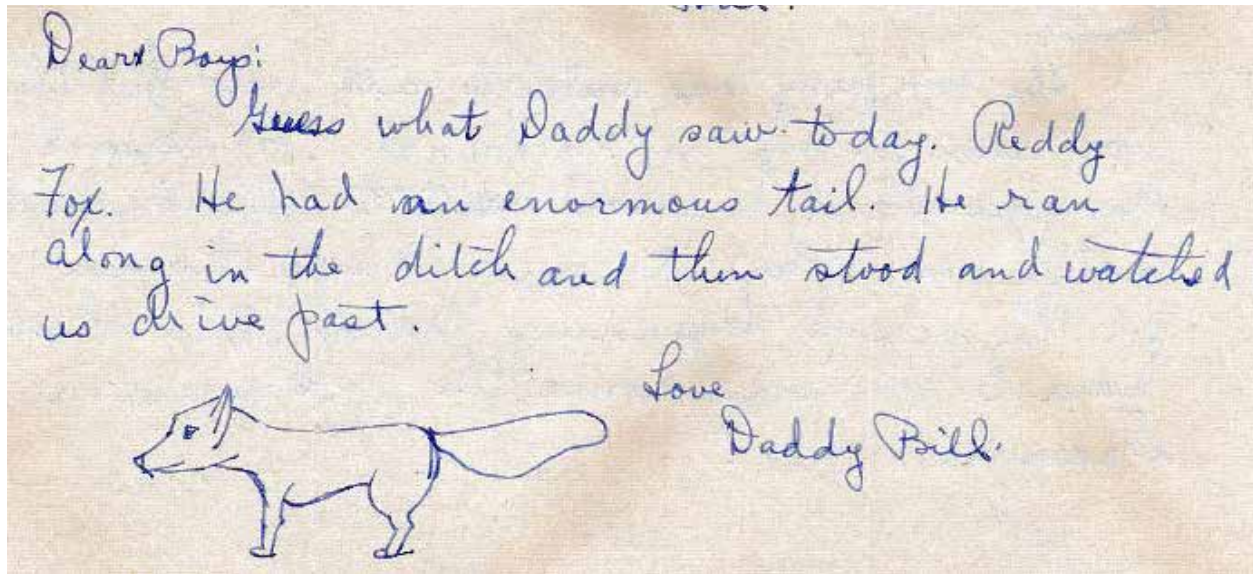 Dear Boys:
Guess what Daddy saw today. Reddy
Fox. He had an enormous tail. He ran
along in the ditch and then stood and watched
us drive past.
Love
Daddy Bill.